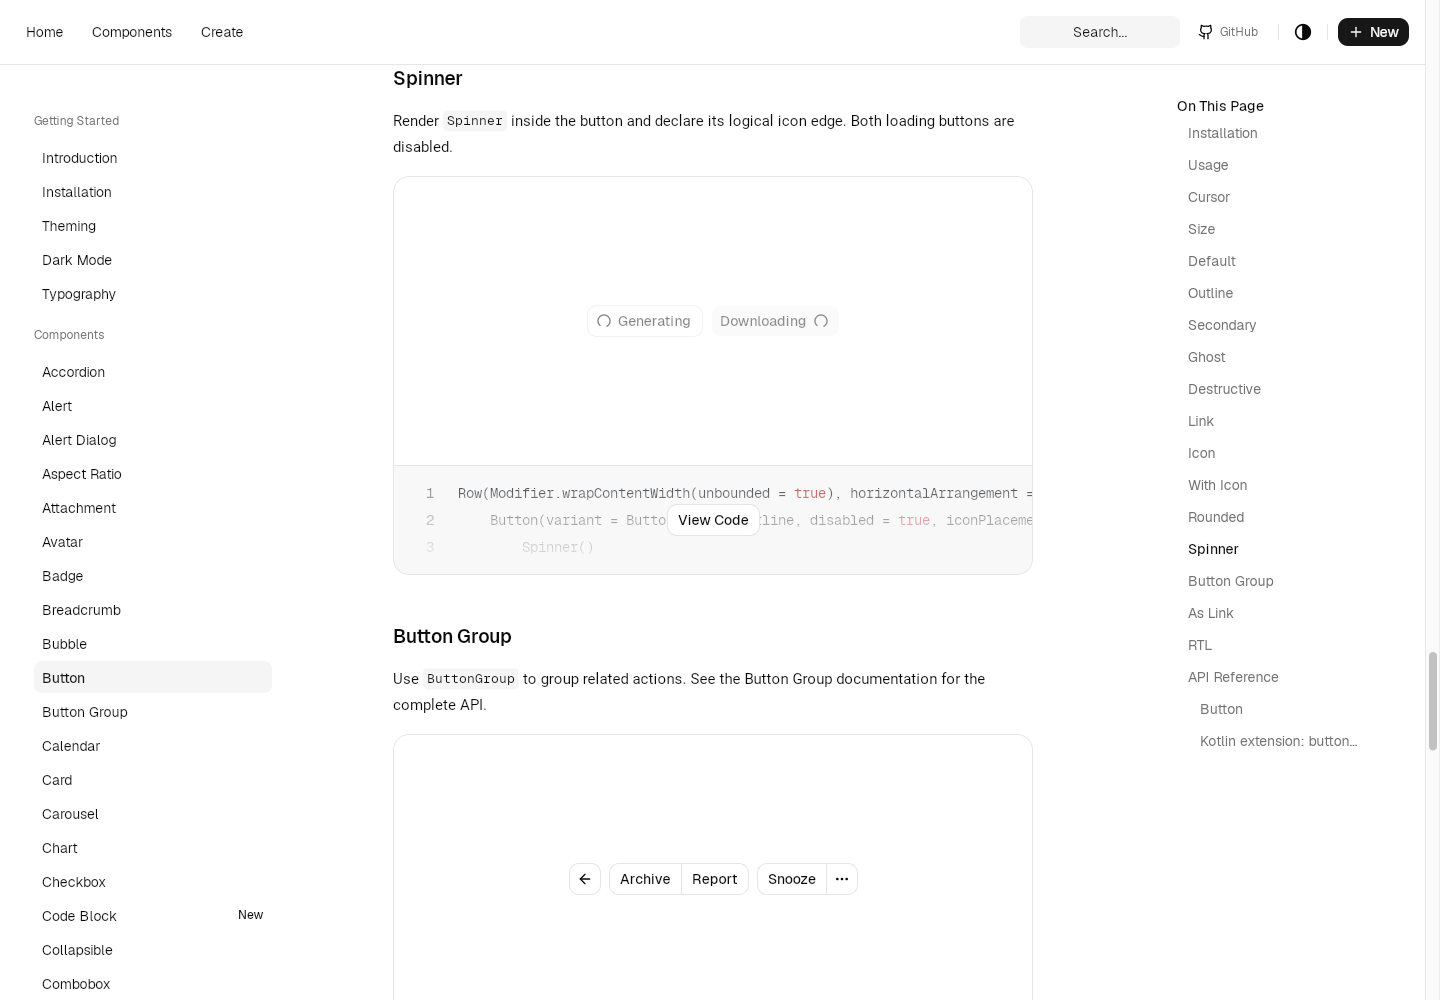 Home
Components
Create
Search...
GitHub
New
Getting Started
Introduction
Installation
Theming
Dark Mode
Typography
Components
Accordion
Alert
Alert Dialog
Aspect Ratio
Attachment
Avatar
Badge
Breadcrumb
Bubble
Button
Button Group
Calendar
Card
Carousel
Chart
Checkbox
Code Block
New
Collapsible
Combobox
Spinner
Render Spinner inside the button and declare its logical icon edge. Both loading buttons are
disabled.
Generating
Downloading
1 Row(Modifier.wrapContentWidth(unbounded = true), horizontalArrangement =
2 Button(variant = Butto
View Code
line, disabled = true, iconPlaceme
3 Spinner()
Button Group
Use ButtonGroup to group related actions. See the Button Group documentation for the
complete API.
Archive
Report
Snooze
On This Page
Installation
Usage
Cursor
Size
Default
Outline
Secondary
Ghost
Destructive
Link
Icon
With Icon
Rounded
Spinner
Button Group
As Link
RTL
API Reference
Button
Kotlin extension: button...